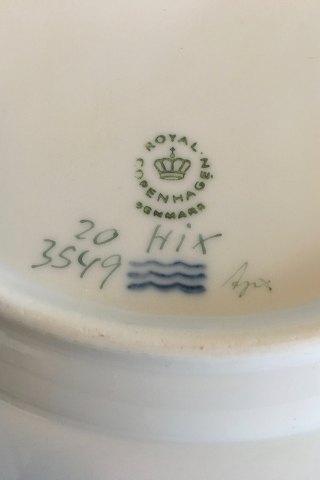 ROYAL·
COPENHAGEN
DENMARK
20 HiX
3549